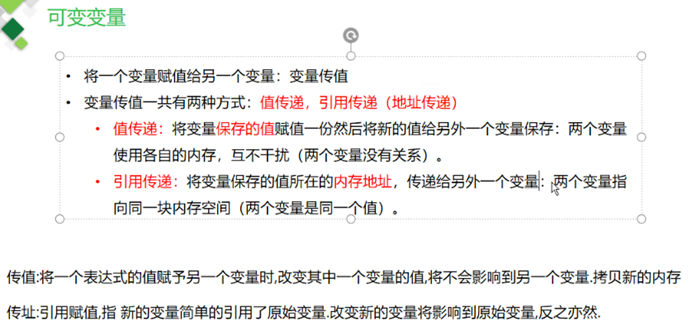 可变变量
• 将一个变量赋值给另一个变量：变量传值
• 变量传值一共有两种方式：值传递，引用传递（地址传递）
• 值传递：将变量保存的值赋值一份然后将新的值给另外一个变量保存：两个变量
使用各自的内存，互不干扰（两个变量没有关系）。
• 引用传递：将变量保存的值所在的内存地址，传递给另外一个变量：两个变量指
向同一块内存空间（两个变量是同一个值）。
传值:将一个表达式的值赋予另一个变量时,改变其中一个变量的值,将不会影响到另一个变量.拷贝新的内存
传址:引用赋值,指 新的变量简单的引用了原始变量.改变新的变量将影响到原始变量,反之亦然.